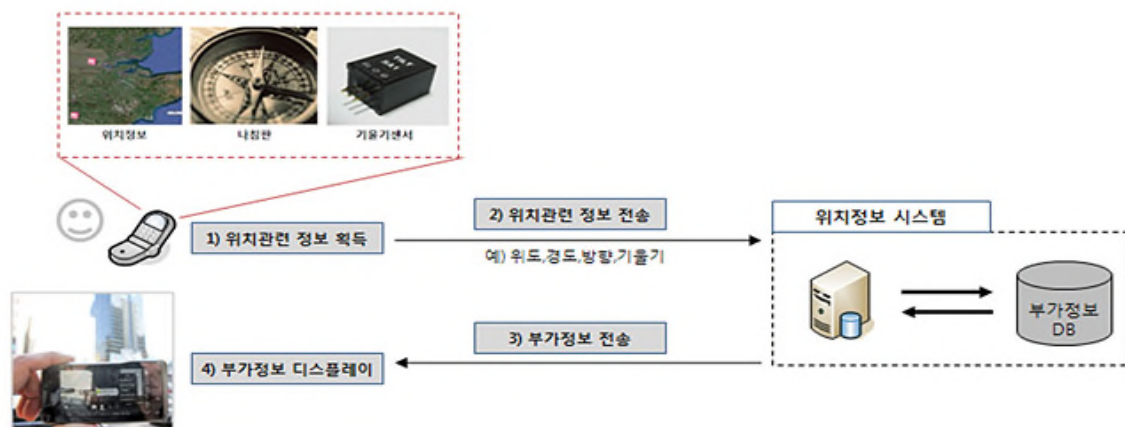 위치정보
나침판
기울기센서
1) 위치관련 정보 획득
2) 위치관련 정보 전송
예) 위도,경도,방향,기울기
위치정보 시스템
부가정보
DB
3) 부가정보 전송
4) 부가정보 디스플레이